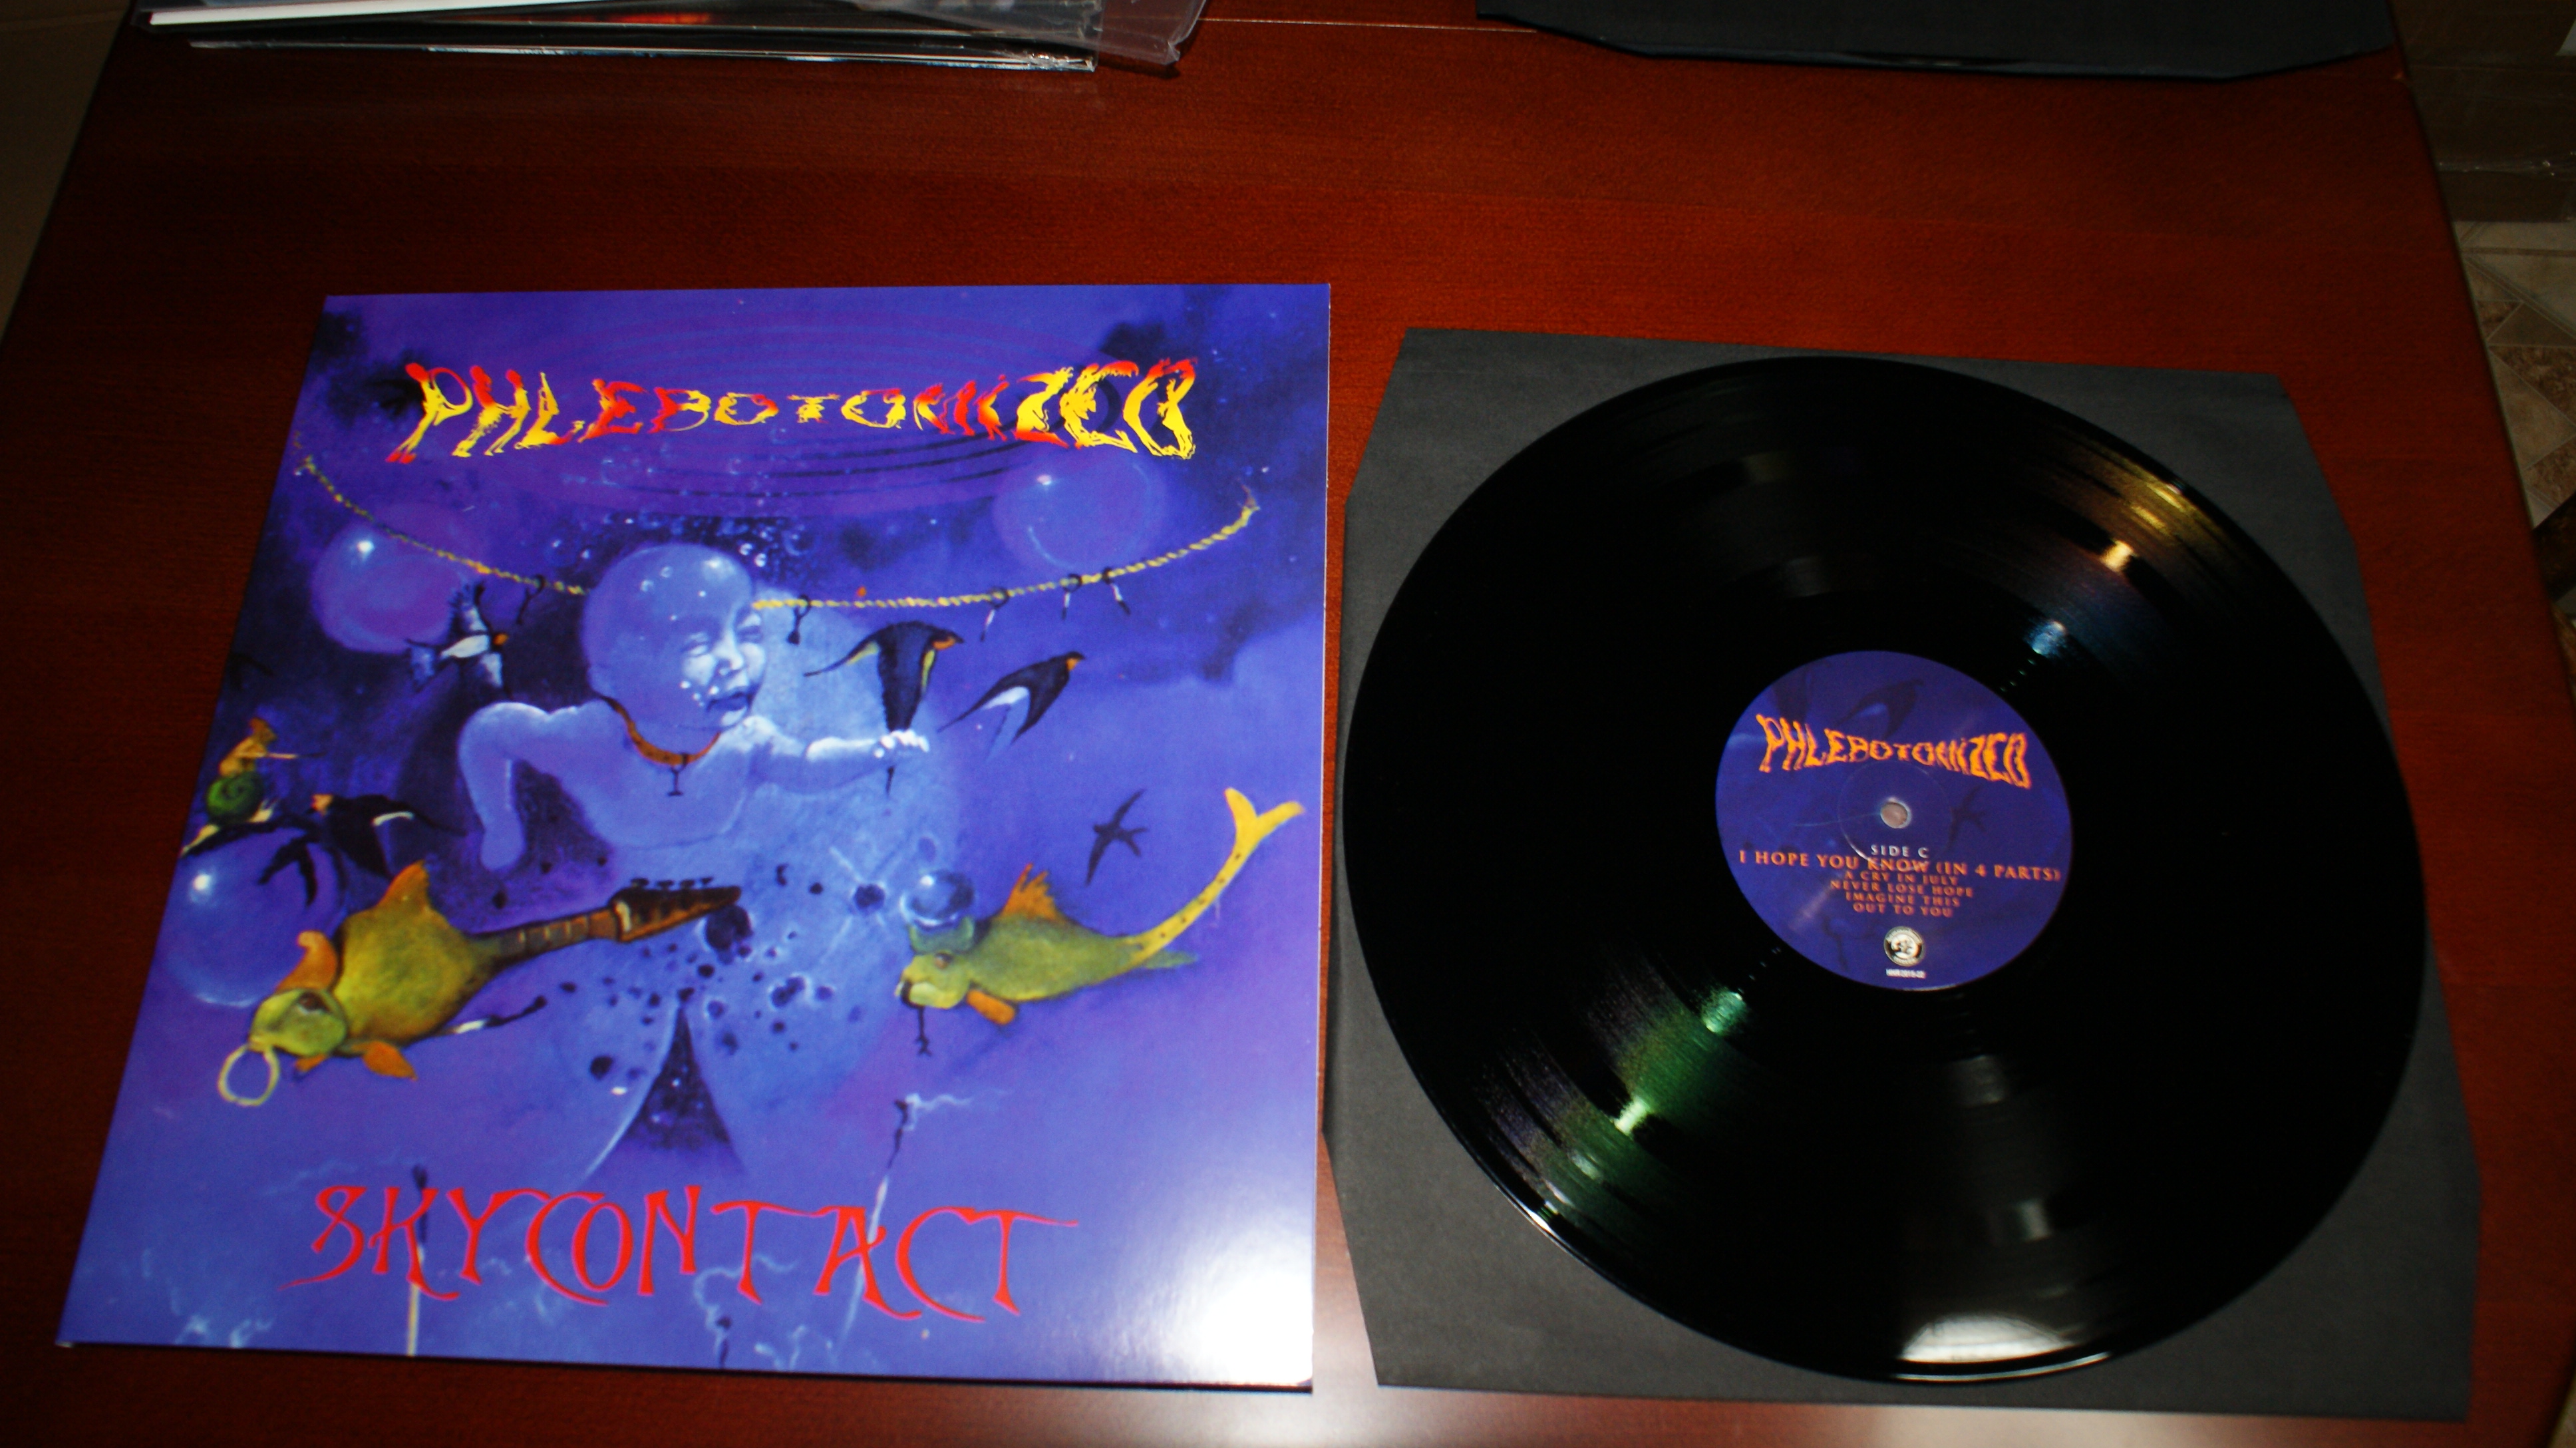 PHLEBOTOMIZED
SKYCONTACT
PHLEBOTOMIZED
SIDE C
I HOPE YOU KNOW (IN 4 PARTS)
A CRY IN JULY
NEVER LOSE HOPE
IMAGINE THIS
OUT TO YOU